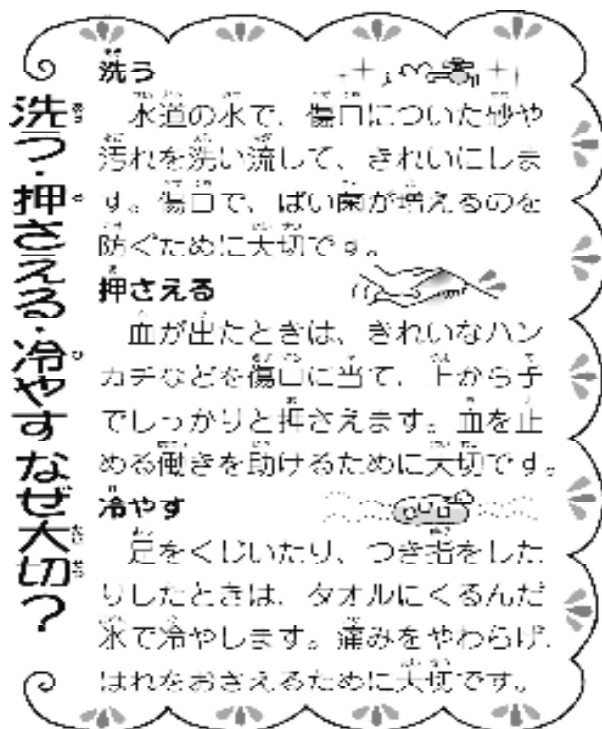 洗う・押さえる・冷やす なぜ大切?
洗う
水道の水で、傷口についた砂や
汚れを洗い流して、きれいにしま
す。傷口で、ばい菌が増えるのを
防ぐために大切です。
押さえる
血が出たときは、きれいなハン
カチなどを傷口に当て、上から手
でしっかりと押さえます。血を止
める働きを助けるために大切です。
冷やす
足をくじいたり、つき指をした
りしたときは、タオルにくるんだ
氷で冷やします。痛みをやわらげ、
はれをおさえるために大切です。